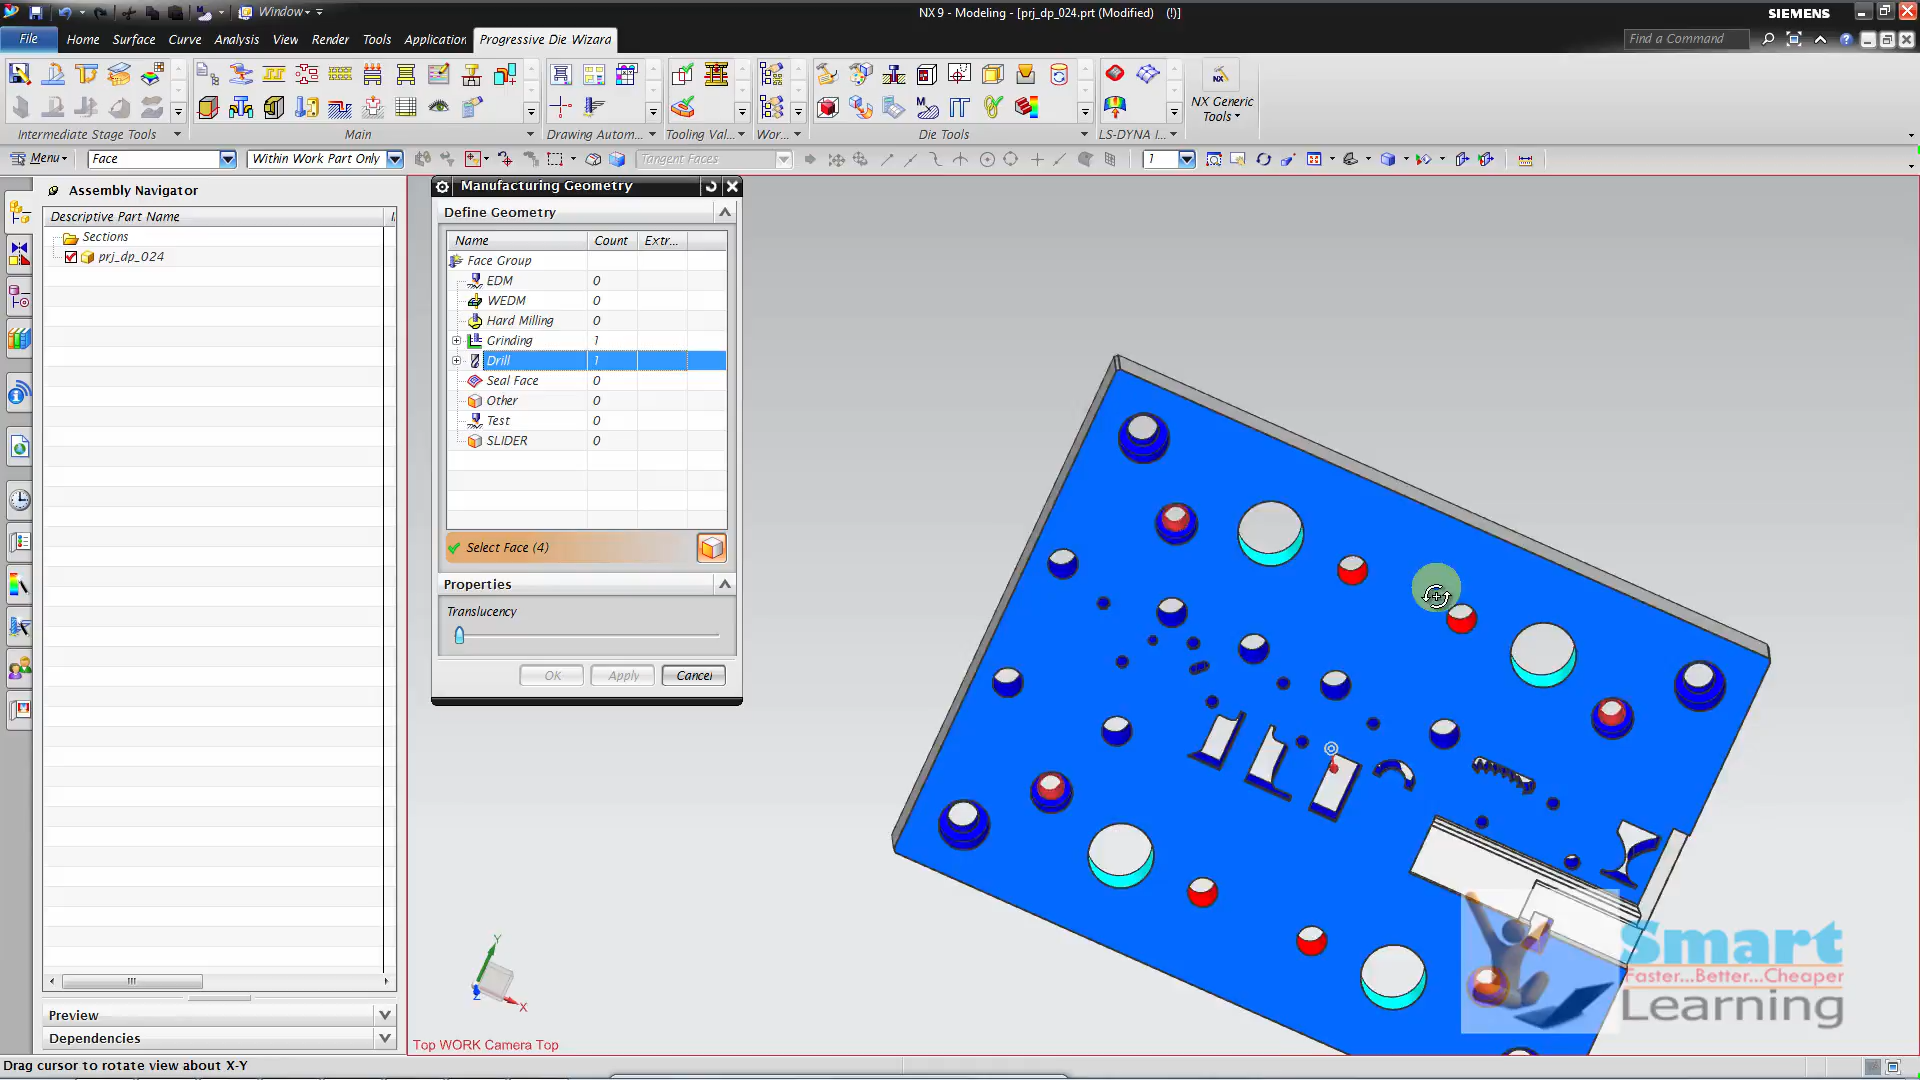 Window
NX 9 - Modeling - [prj_dp_024.prt (Modified) (!)]
SIEMENS
File
Home
Surface
Curve
Analysis
View
Render
Tools
Application
Progressive Die Wizard
Find a Command
NX Generic
Tools
Intermediate Stage Tools
Main
Drawing Autom...
Tooling Val...
Wor...
Die Tools
LS-DYNA I...
Menu
Face
Within Work Part Only
Tangent Faces
1
Assembly Navigator
Descriptive Part Name
Sections
prj_dp_024
Preview
Dependencies
Manufacturing Geometry
Define Geometry
Name Count Extr...
Face Group
EDM 0
WEDM 0
Hard Milling 0
Grinding 1
Drill 1
Seal Face 0
Other 0
Test 0
SLIDER 0
Select Face (4)
Properties
Translucency
OK
Apply
Cancel
Y
Z
X
Top WORK Camera Top
Smart
Faster...Better...Cheaper
Learning
Drag cursor to rotate view about X-Y